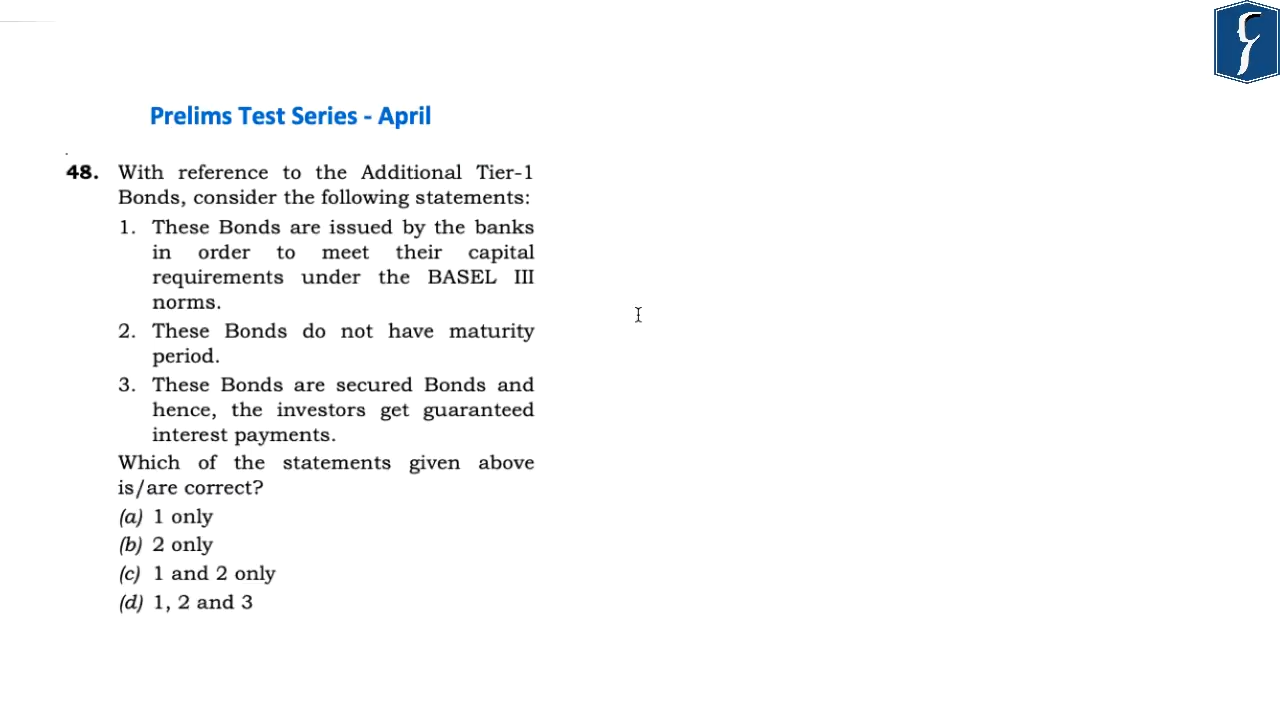 Prelims Test Series - April
48. With reference to the Additional Tier-1
Bonds, consider the following statements:
1. These Bonds are issued by the banks
in order to meet their capital
requirements under the BASEL III
norms.
2. These Bonds do not have maturity
period.
3. These Bonds are secured Bonds and
hence, the investors get guaranteed
interest payments.
Which of the statements given above
is/are correct?
(a) 1 only
(b) 2 only
(c) 1 and 2 only
(d) 1, 2 and 3